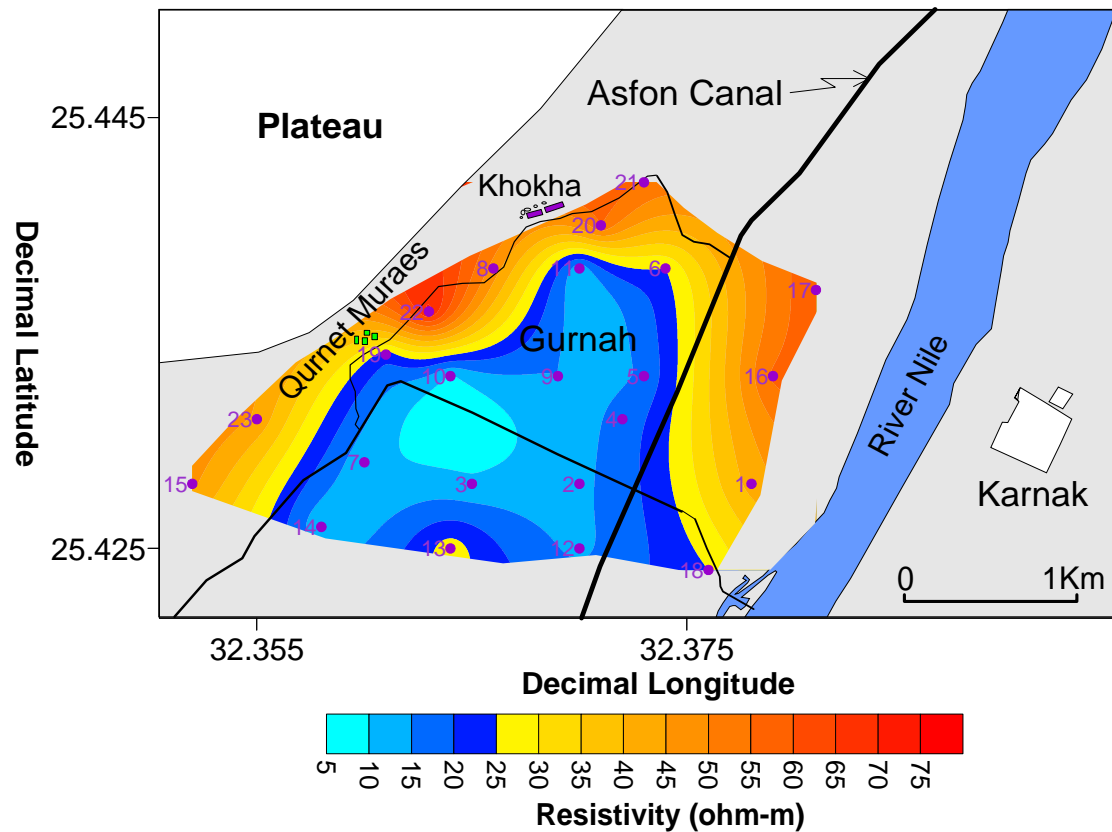 Asfon Canal
25.445
Plateau
Khokha
21
20
8
11
6
17
Qurnet Muraes
22
Gurnah
19
10
9
5
16
River Nile
23
4
7
15
3
2
1
Karnak
14
13
12
25.425
18
0 1Km
Decimal Latitude
32.355 32.375
Decimal Longitude
5 10 15 20 25 30 35 40 45 50 55 60 65 70 75
Resistivity (ohm-m)